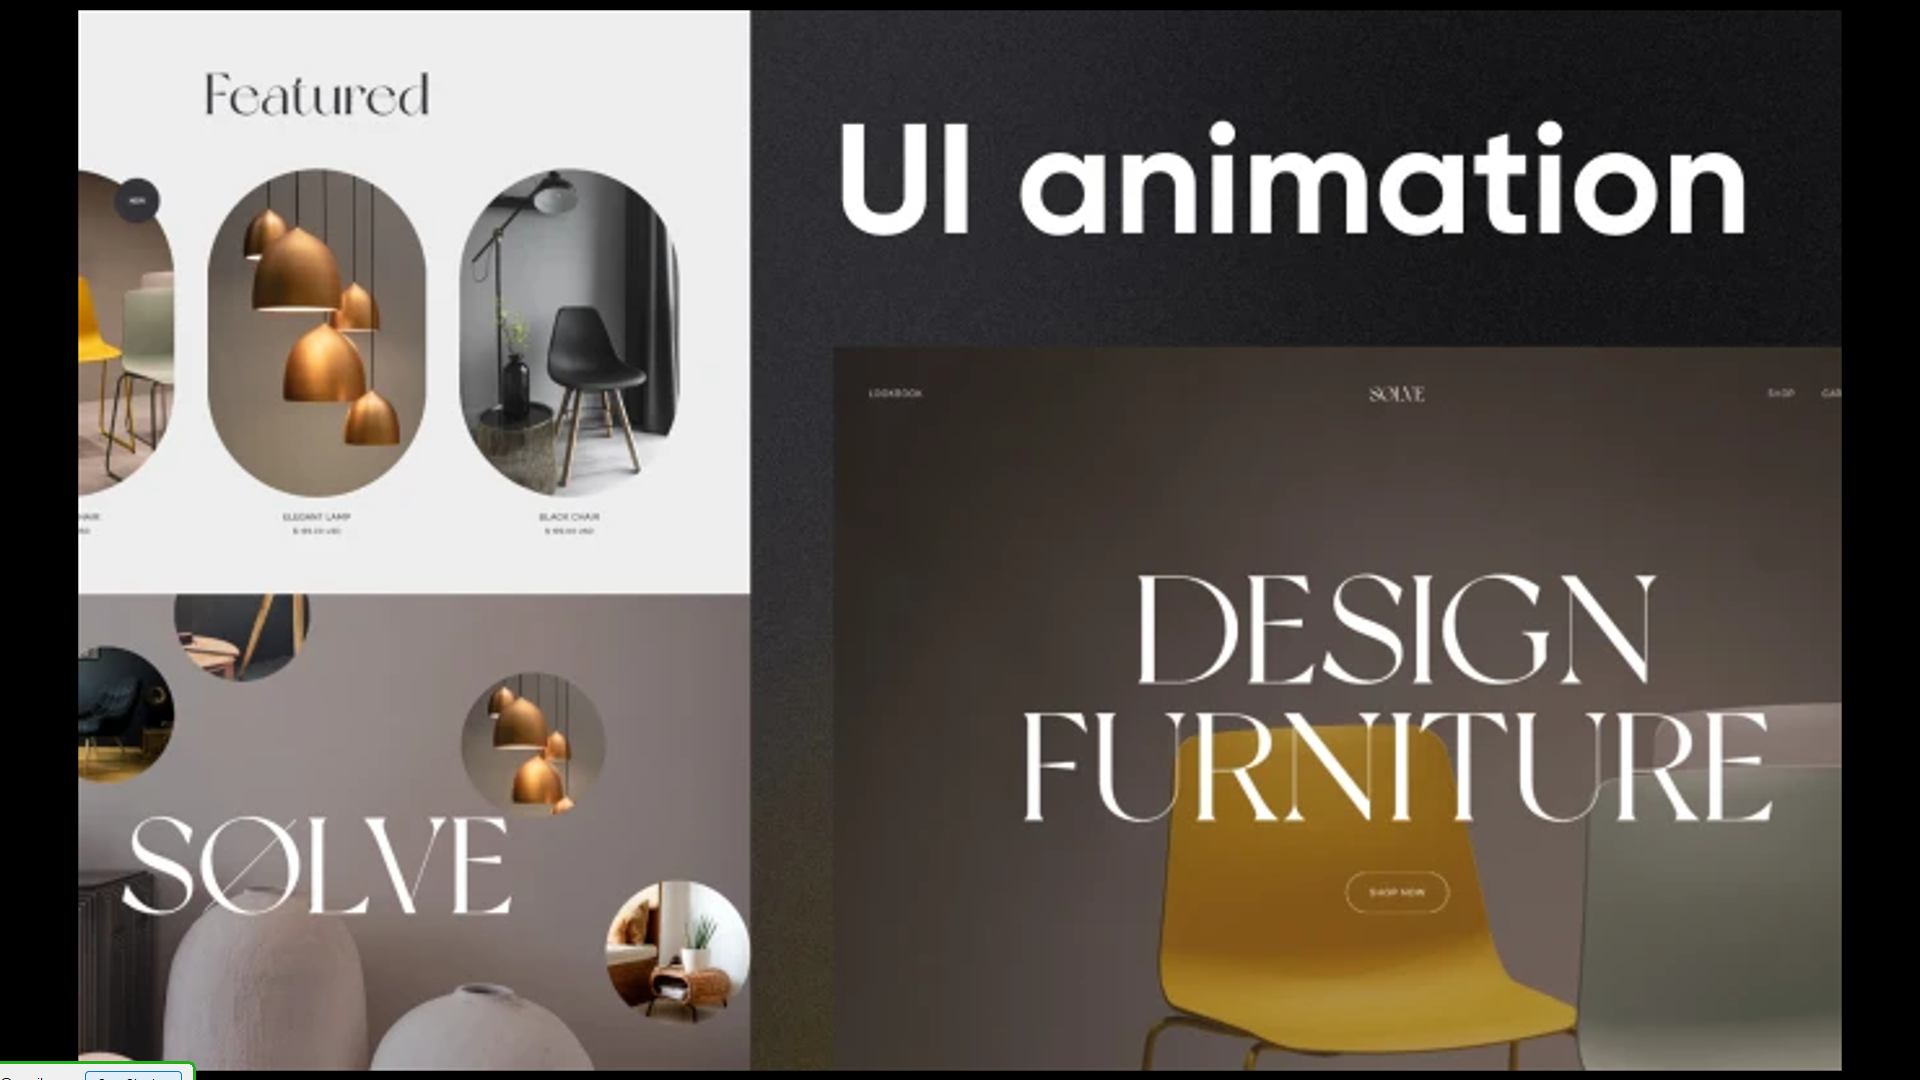 Featured
NEW
ELEGANT LAMP
BLACK CHAIR
SØLVE
UI animation
LOOKBOOK
SØLVE
SHOP
DESIGN
FURNITURE
SHOP NOW